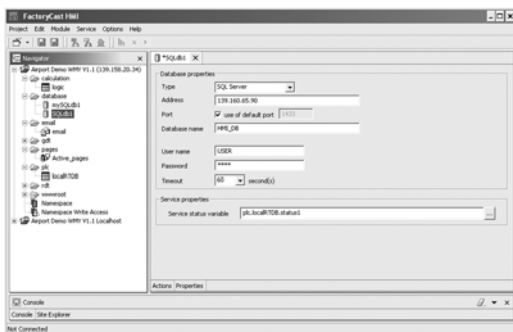 FactoryCast HMI
Project Edit Module Service Options Help
Navigator
*SQLdb1
Airport Demo WMY V1.1 (139.158.20.34)
calculation
logic
database
mySQLdb1
SQLdb1
email
email
gdt
pages
Active_pages
plc
localRTDB
rdt
wwwroot
Namespace
Namespace Write Access
Airport Demo WMY V1.1 Localhost
Database properties
Type SQL Server
Address 139.160.65.90
Port use of default port 1433
Database name HMI_DB
User name USER
Password ****
Timeout 60 second(s)
Service properties
Service status variable plc.localRTDB.status1 ...
Actions Properties
Console
Console Site Explorer
Not Connected